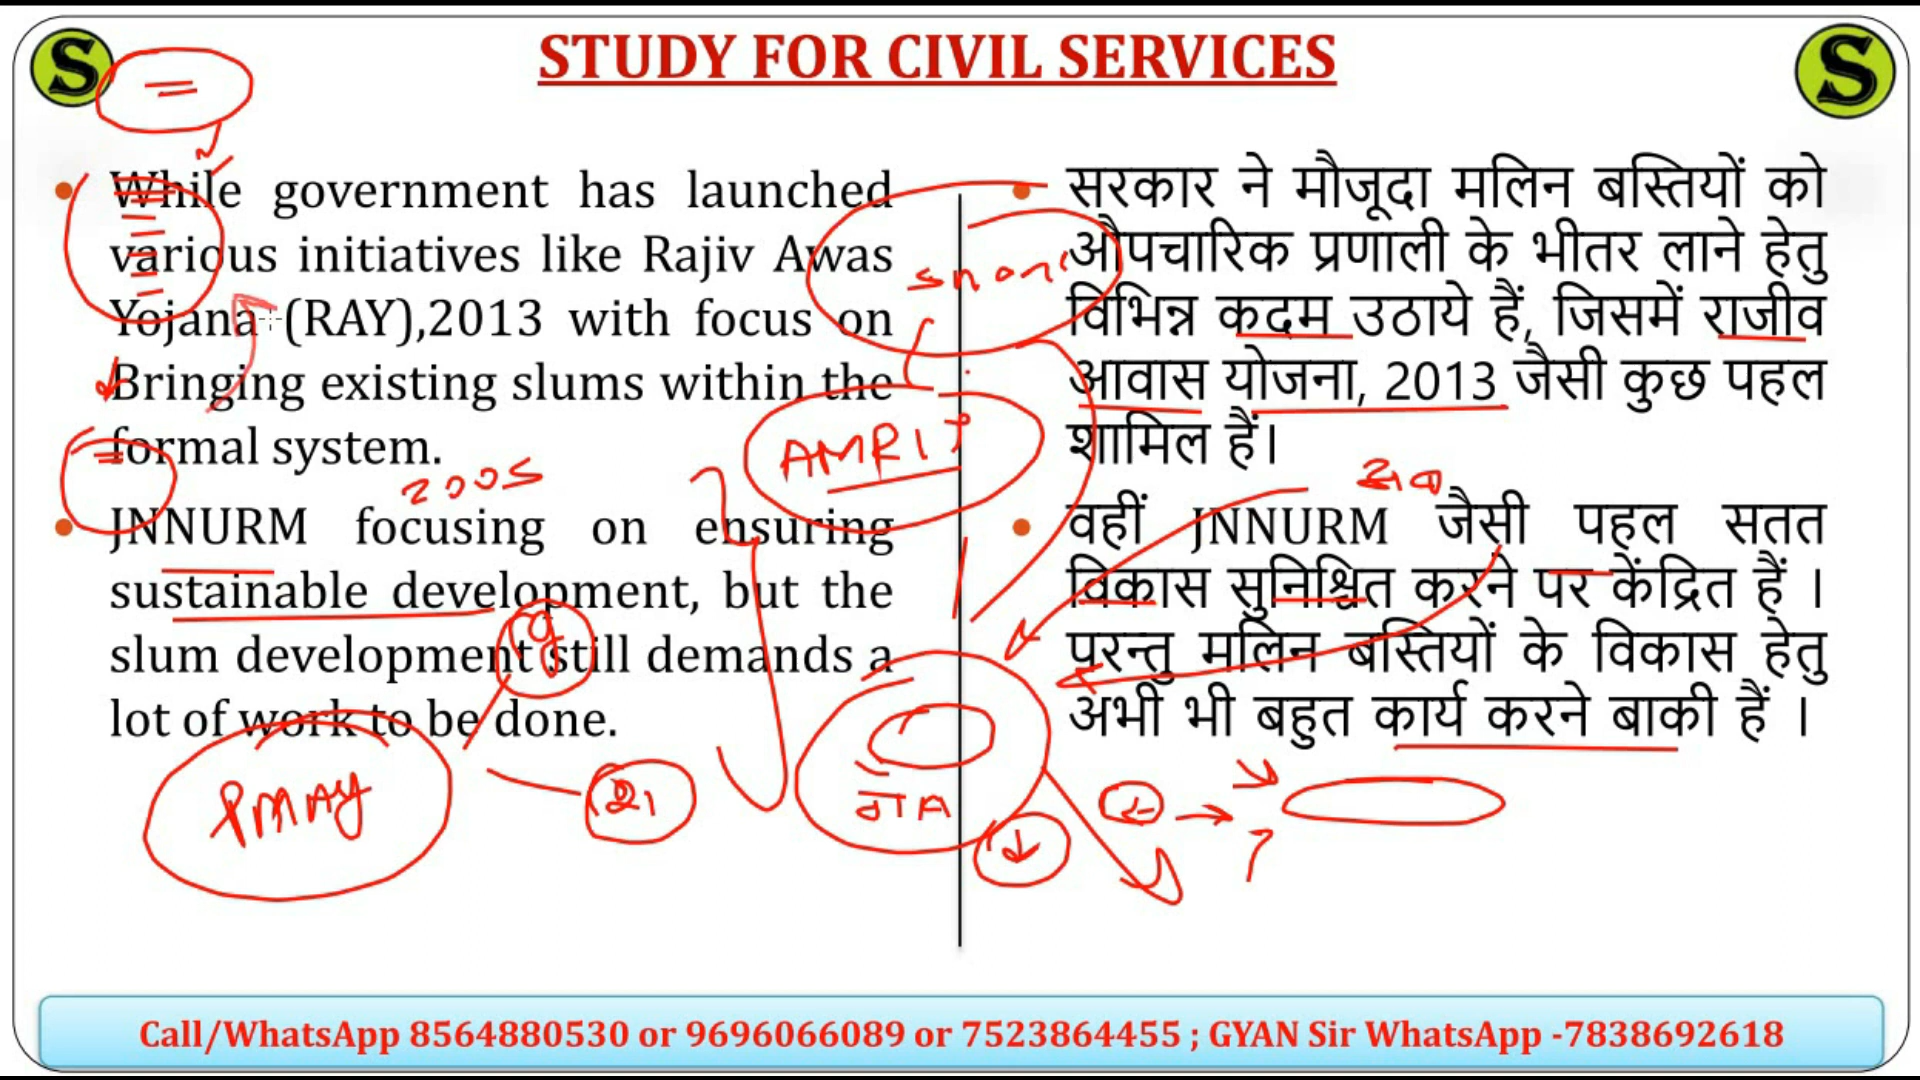 STUDY FOR CIVIL SERVICES
S
S
• While government has launched
various initiatives like Rajiv Awas
Yojana (RAY),2013 with focus on
Bringing existing slums within the
formal system.
2005
• JNNURM focusing on ensuring
sustainable development, but the
slum development still demands a
lot of work to be done.
PMAY
AMRIT
• सरकार ने मौजूदा मलिन बस्तियों को
औपचारिक प्रणाली के भीतर लाने हेतु
विभिन्न कदम उठाये हैं, जिसमें राजीव
आवास योजना, 2013 जैसी कुछ पहल
शामिल हैं।
• वहीं JNNURM जैसी पहल सतत
विकास सुनिश्चित करने पर केंद्रित हैं ।
परन्तु मलिन बस्तियों के विकास हेतु
अभी भी बहुत कार्य करने बाकी हैं ।
Call/WhatsApp 8564880530 or 9696066089 or 7523864455 ; GYAN Sir WhatsApp -7838692618